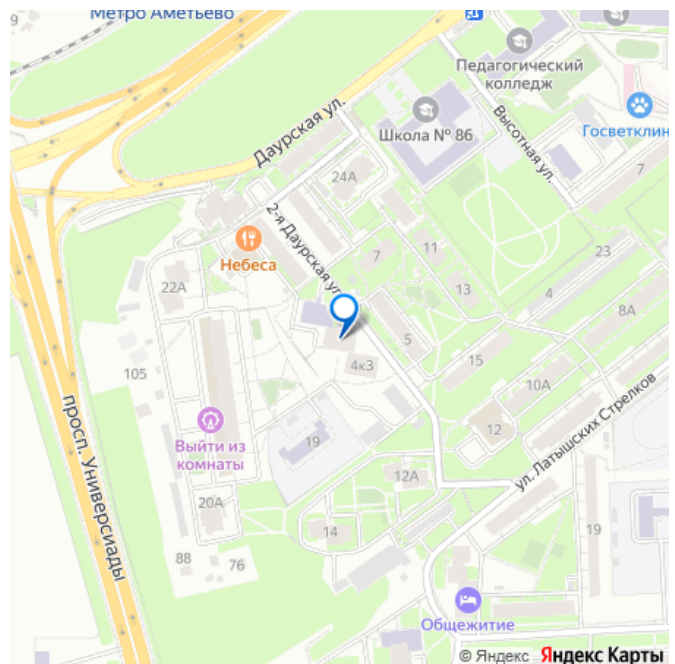 Метро Аметьево
9
Педагогический
колледж
Даурская ул.
Школа № 86
Высотная ул.
Госветклин
24А
7
2-я Даурская ул.
11
7
23
Небеса
22А
13
4
8А
5
105
4к3
15
10А
просп. Универсиады
Выйти из
комнаты
19
12
ул. Латышских Стрелков
12А
20А
14
19
88
76
Общежитие
© Яндекс Яндекс Карты